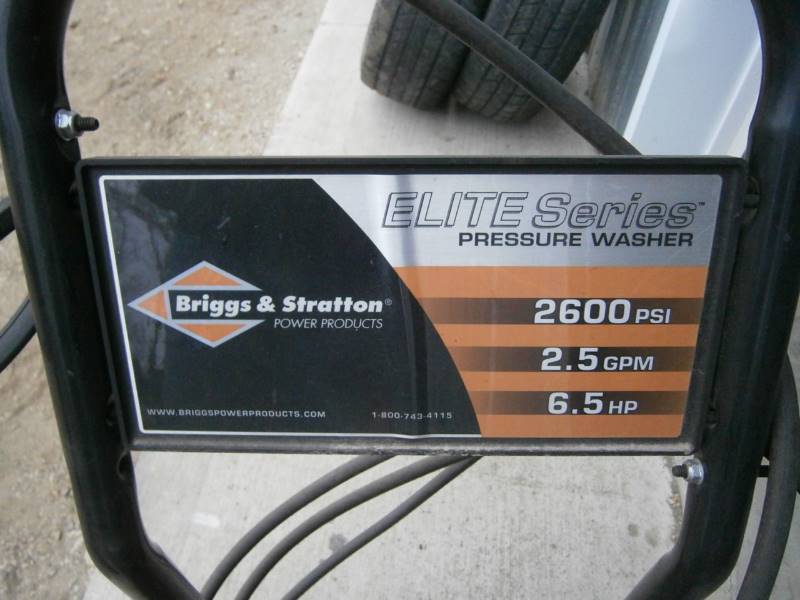 ELITE Series™
PRESSURE WASHER
Briggs & Stratton®
POWER PRODUCTS
2600 PSI
2.5 GPM
6.5 HP
WWW.BRIGGSPOWERPRODUCTS.COM 1-800-743-4115